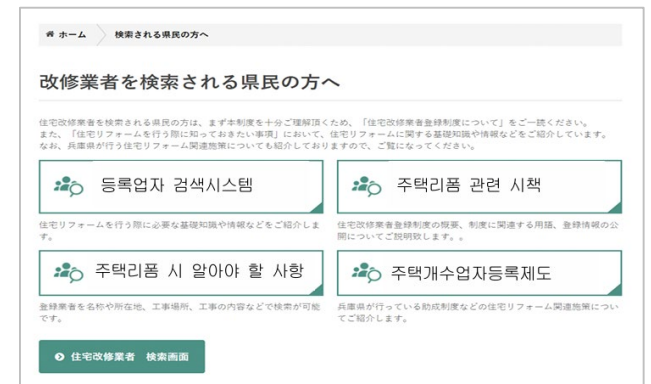 ホーム 検索される県民の方へ
改修業者を検索される県民の方へ
住宅改修業者を検索される県民の方は、まず本制度を十分ご理解頂くため、「住宅改修業者登録制度について」をご一読ください。
また、「住宅リフォームを行う際に知っておきたい事項」において、住宅リフォームに関する基礎知識や情報などをご紹介しています。
なお、兵庫県が行う住宅リフォーム関連施策についても紹介しておりますので、ご覧になってください。
등록업자 검색시스템
주택리폼 관련 시책
住宅リフォームを行う際に必要な基礎知識や情報などをご紹介しま
す。
住宅改修業者登録制度の概要、制度に関連する用語、登録情報の公
開についてご説明致します。。
주택리폼 시 알아야 할 사항
주택개수업자등록제도
登録業者を名称や所在地、工事場所、工事の内容などで検索が可能
です。
兵庫県が行っている助成制度などの住宅リフォーム関連施策につい
てご紹介します。
住宅改修業者 検索画面